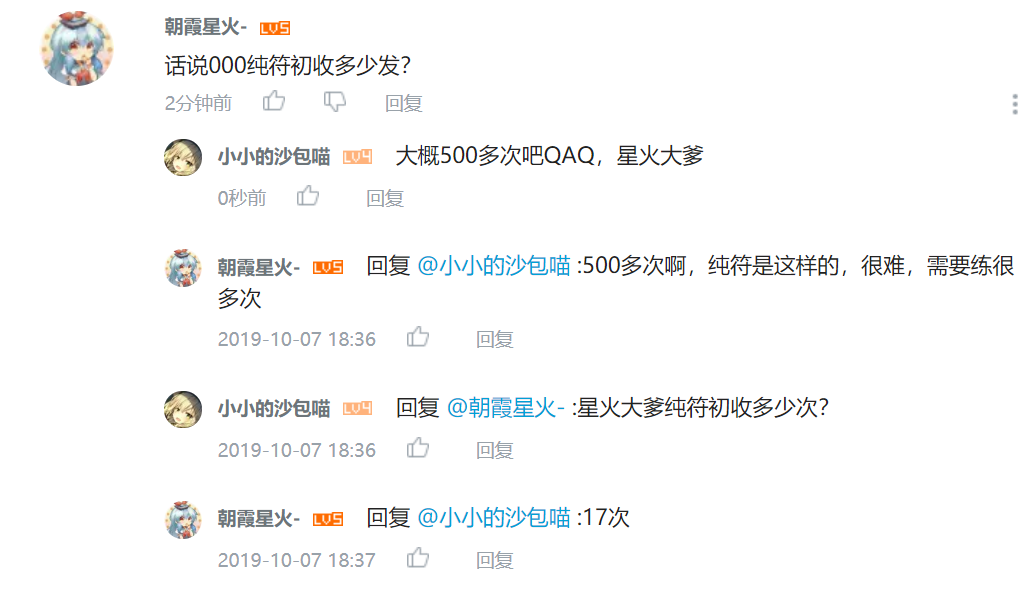 朝霞星火- LV5
话说000纯符初收多少发?
2分钟前 回复
小小的沙包喵 LV4 大概500多次吧QAQ，星火大爹
0秒前 回复
朝霞星火- LV5 回复 @小小的沙包喵 :500多次啊，纯符是这样的，很难，需要练很
多次
2019-10-07 18:36 回复
小小的沙包喵 LV4 回复 @朝霞星火- :星火大爹纯符初收多少次?
2019-10-07 18:36 回复
朝霞星火- LV5 回复 @小小的沙包喵 :17次
2019-10-07 18:37 回复